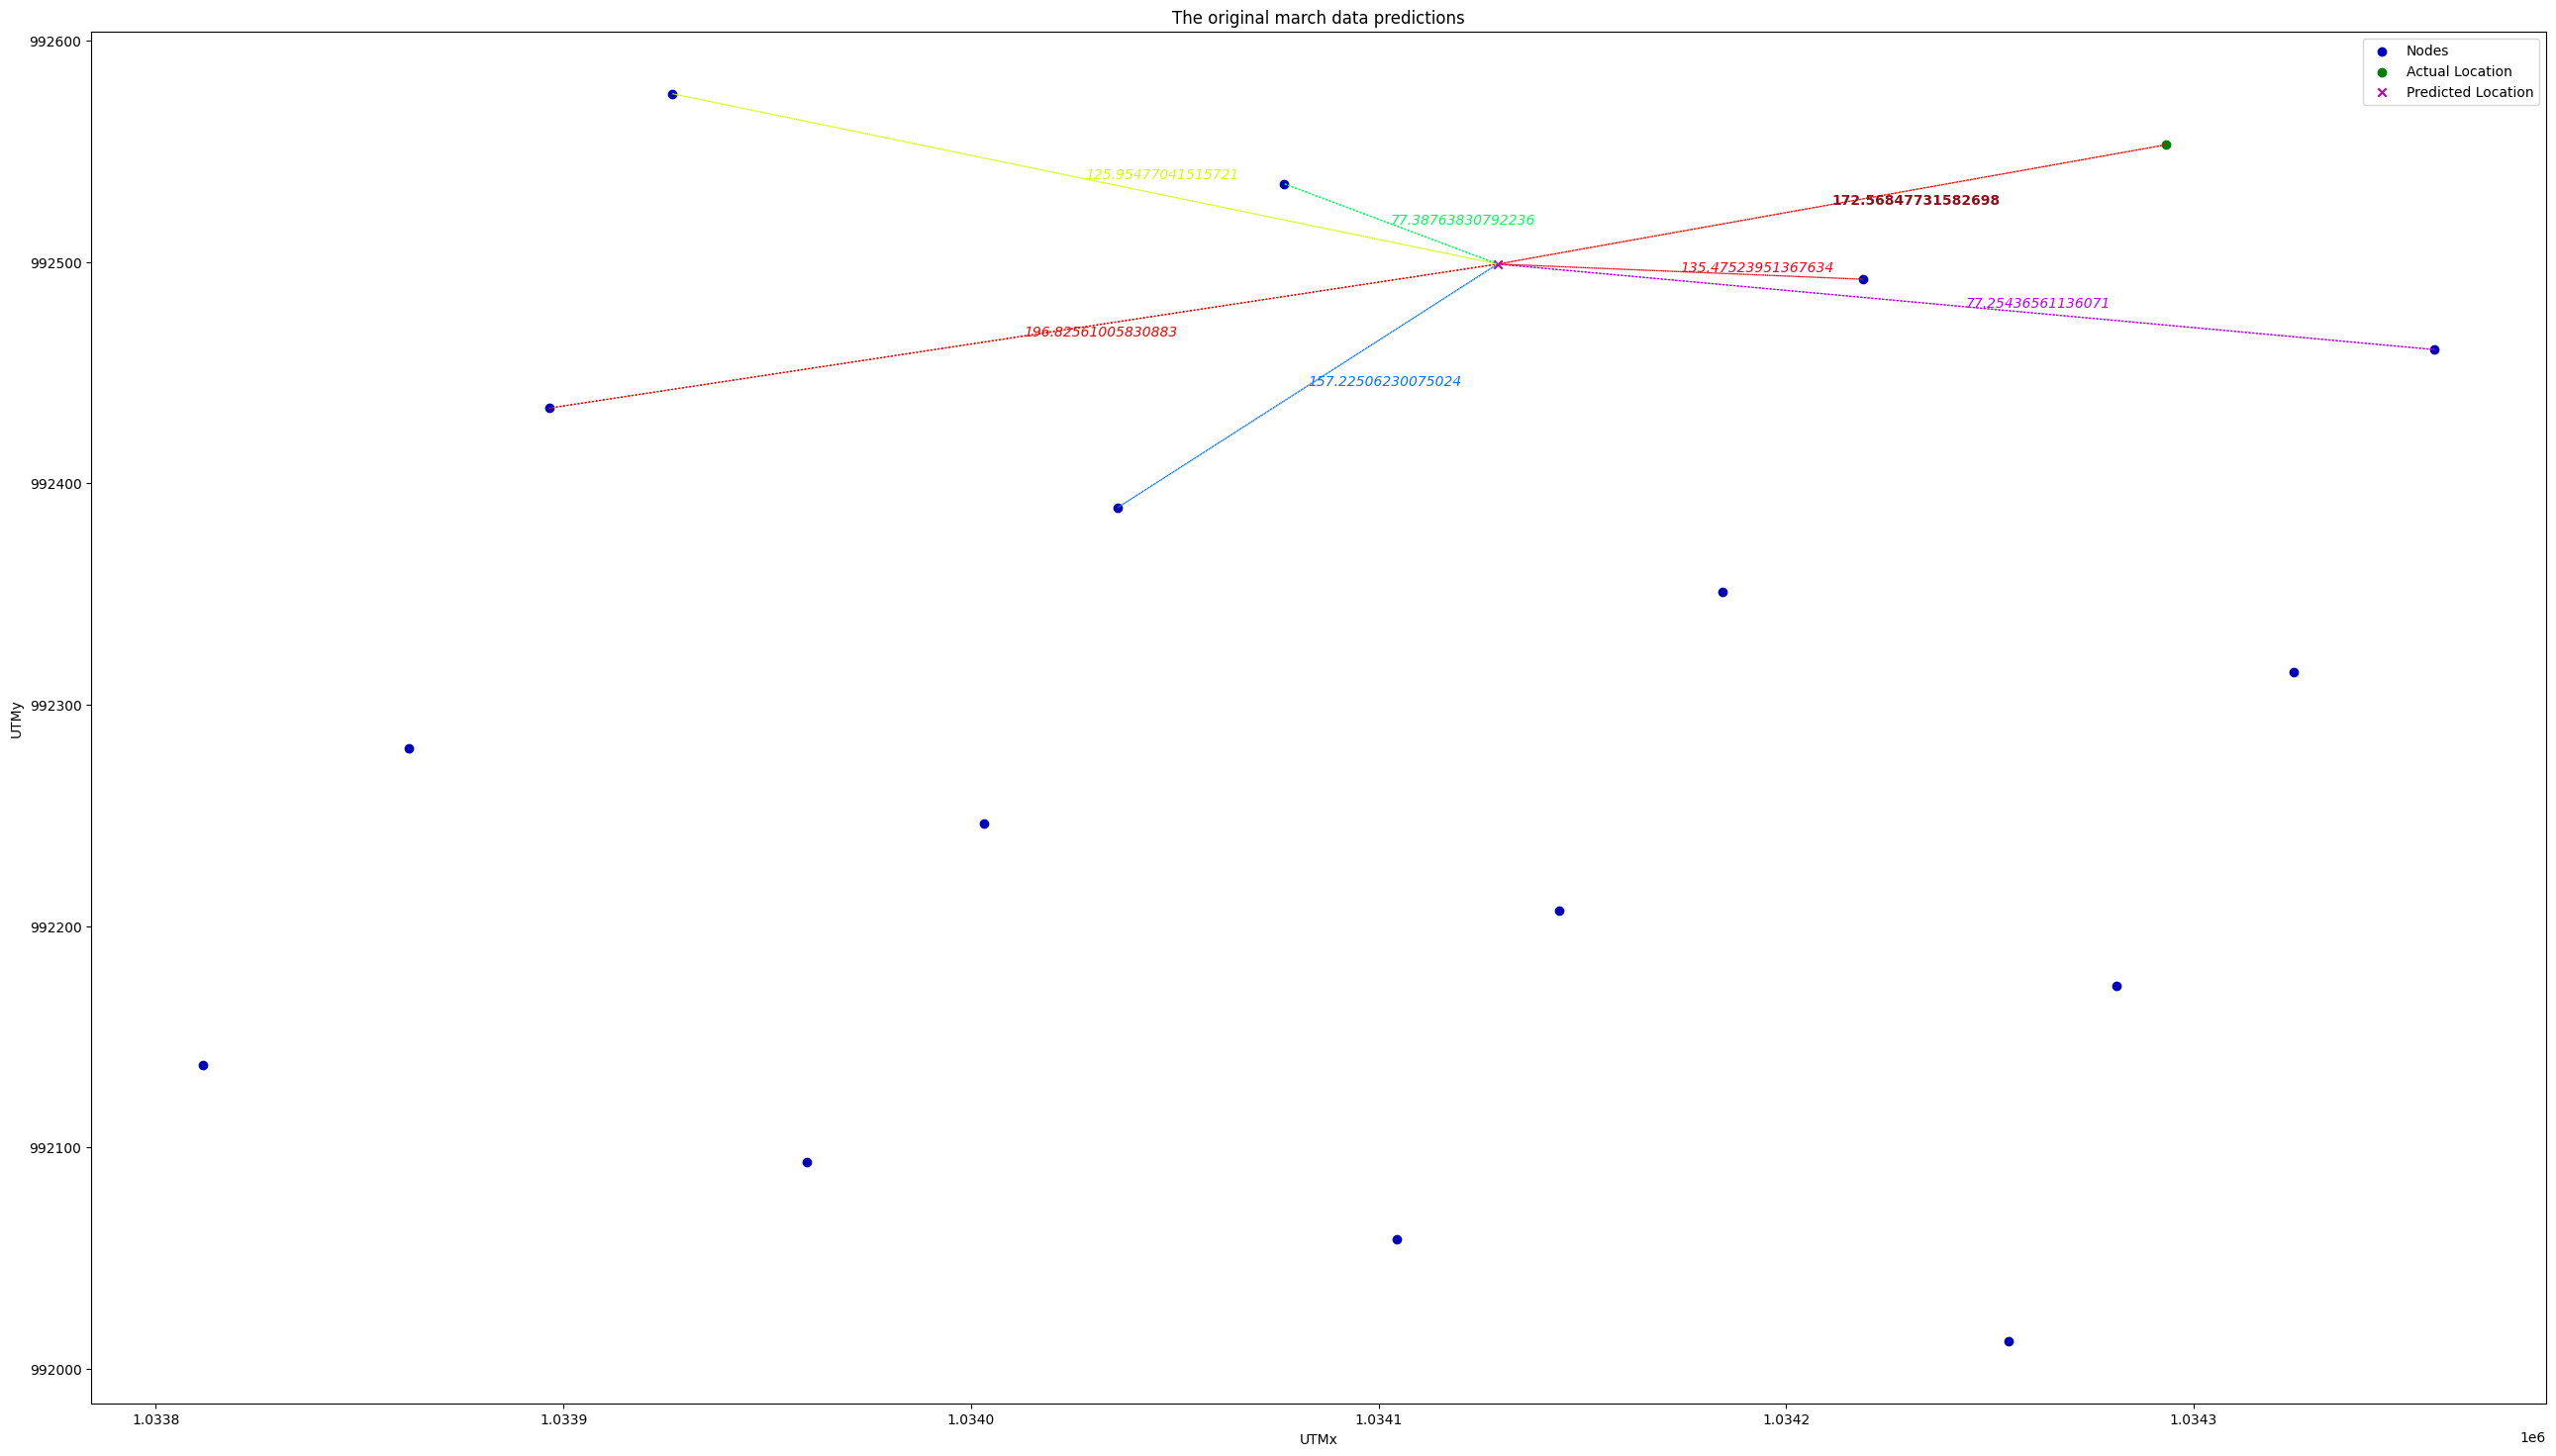 The original march data predictions
Nodes
Actual Location
Predicted Location
992600
992500
992400
992300
992200
992100
992000
UTMy
125.95477041515721
77.38763830792236
172.56847731582698
135.47523951367634
77.25436561136071
196.82561005830883
157.22506230075024
1.0338 1.0339 1.0340 1.0341 1.0342 1.0343
UTMx
1e6